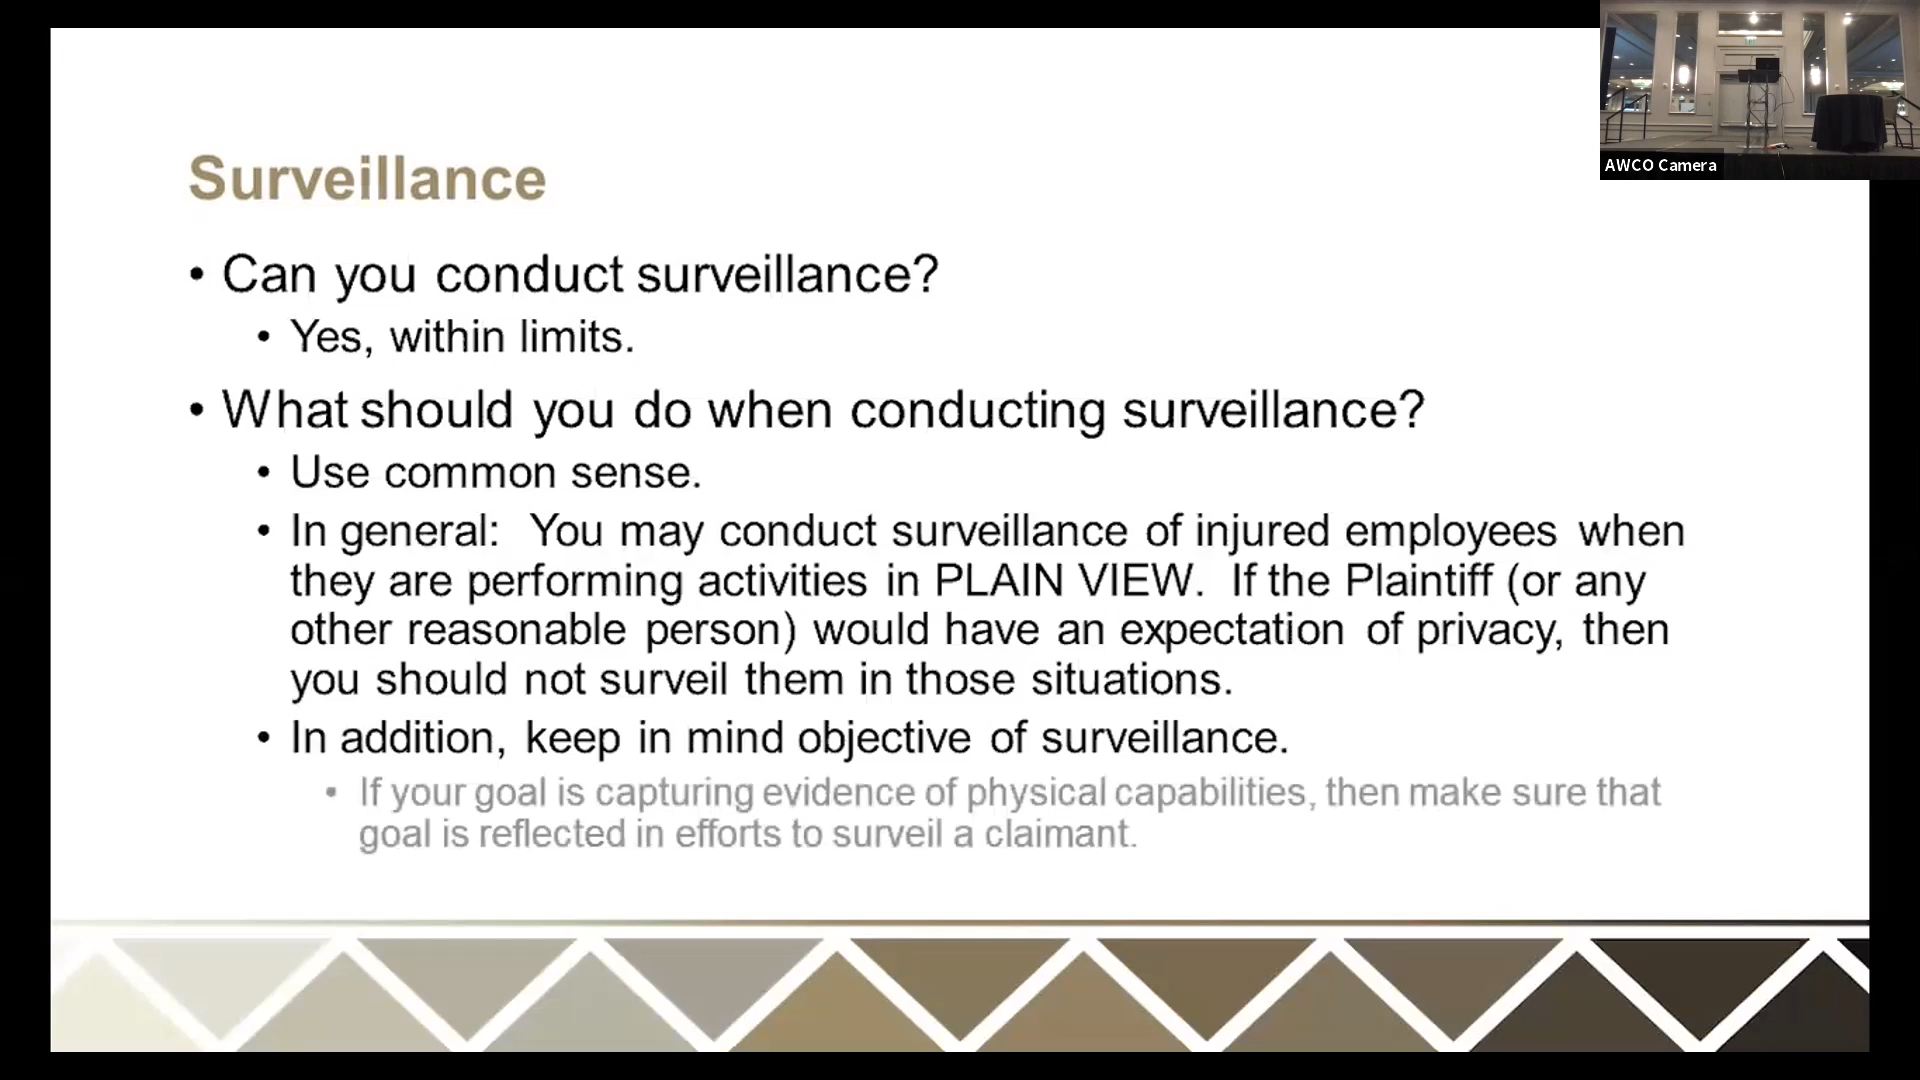 AWCO Camera
Surveillance
• Can you conduct surveillance?
• Yes, within limits.
• What should you do when conducting surveillance?
• Use common sense.
• In general:  You may conduct surveillance of injured employees when
they are performing activities in PLAIN VIEW.  If the Plaintiff (or any
other reasonable person) would have an expectation of privacy, then
you should not surveil them in those situations.
• In addition, keep in mind objective of surveillance.
• If your goal is capturing evidence of physical capabilities, then make sure that
goal is reflected in efforts to surveil a claimant.